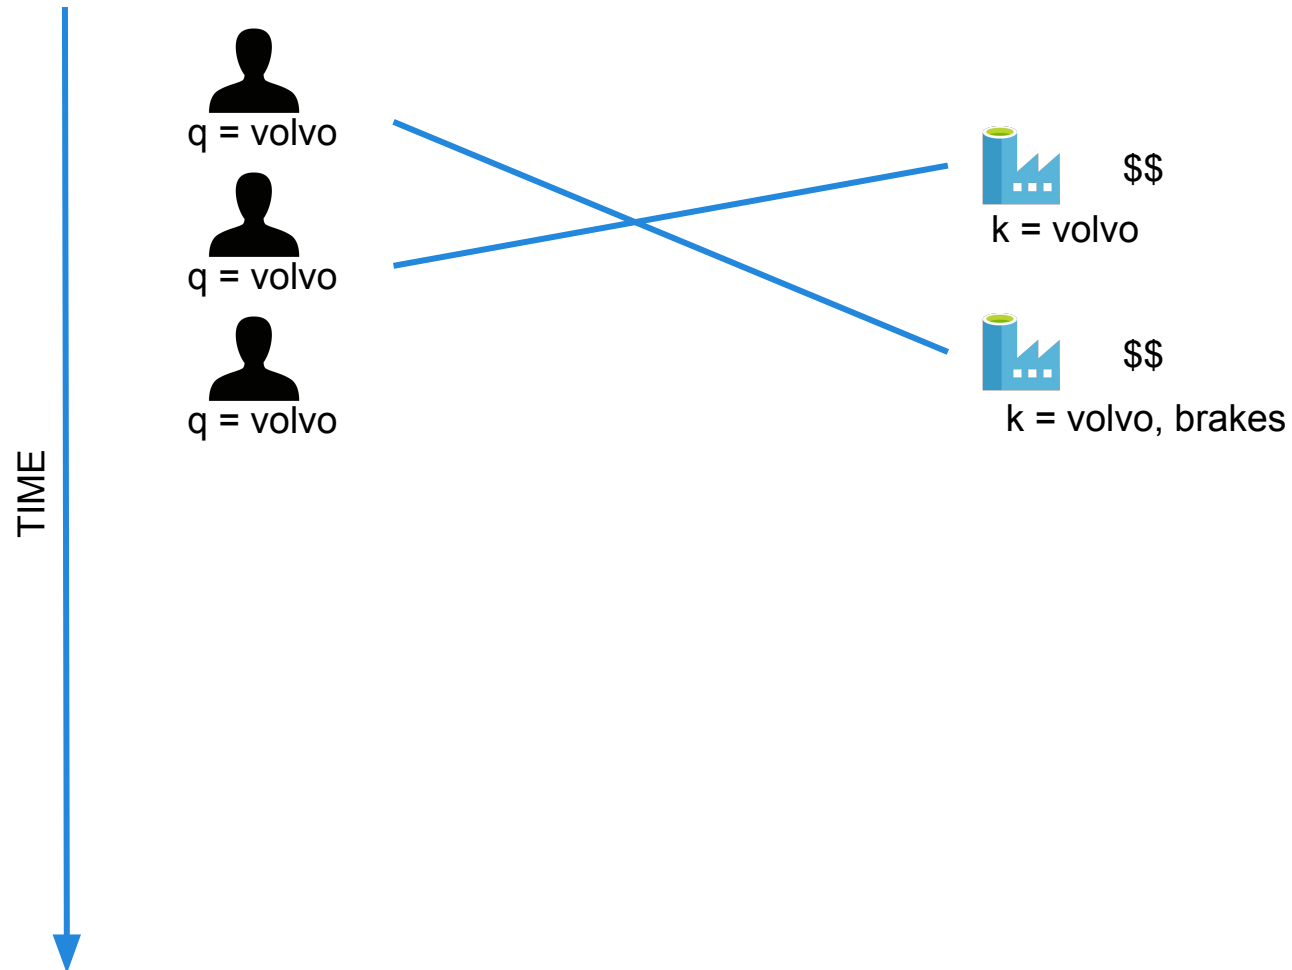 q = volvo
q = volvo
q = volvo
TIME
$$
k = volvo
$$
k = volvo, brakes